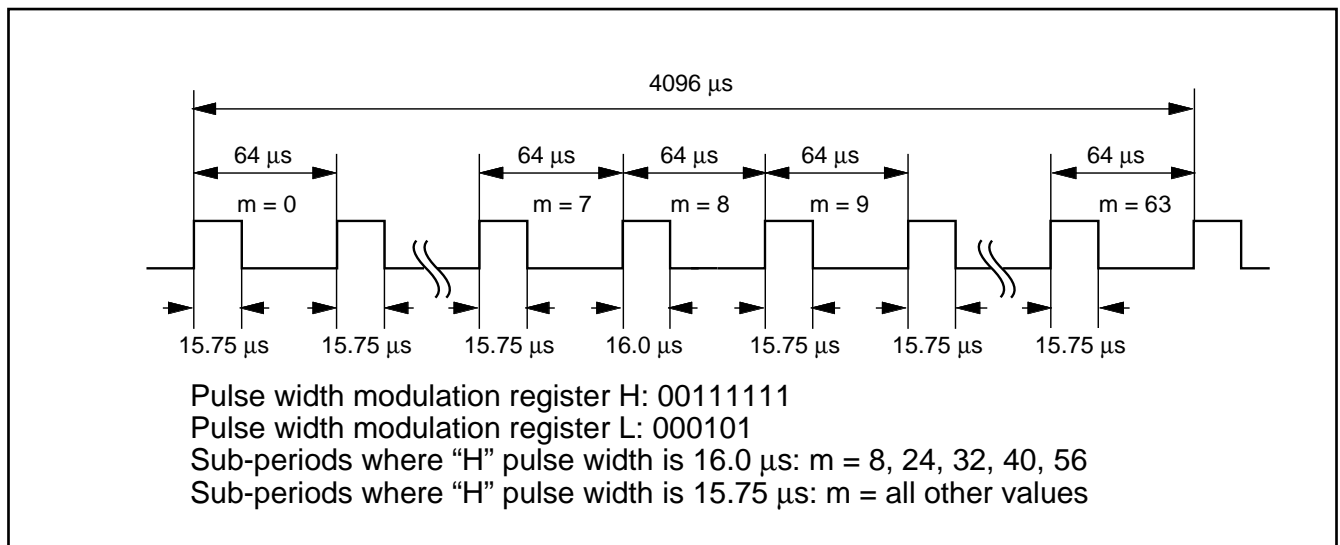 4096 μs
64 μs 64 μs 64 μs 64 μs 64 μs
m = 0 m = 7 m = 8 m = 9 m = 63
15.75 μs 15.75 μs 15.75 μs 16.0 μs 15.75 μs 15.75 μs 15.75 μs
Pulse width modulation register H: 00111111
Pulse width modulation register L: 000101
Sub-periods where “H” pulse width is 16.0 μs: m = 8, 24, 32, 40, 56
Sub-periods where “H” pulse width is 15.75 μs: m = all other values